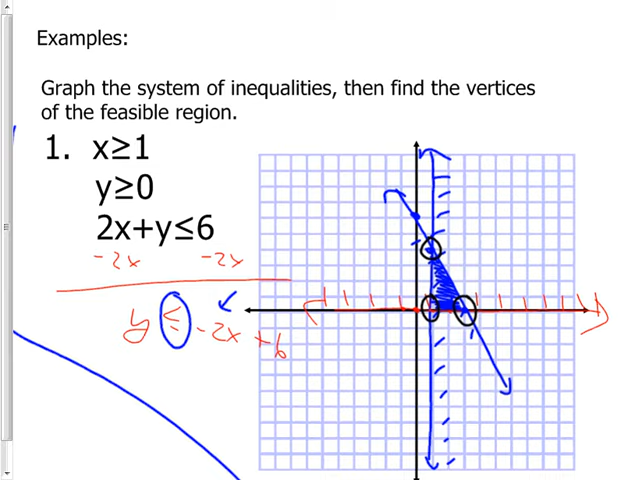 Examples:
Graph the system of inequalities, then find the vertices
of the feasible region.
1. x≥1
y≥0
2x+y≤6
-2x -2x
y ≤ -2x + 6